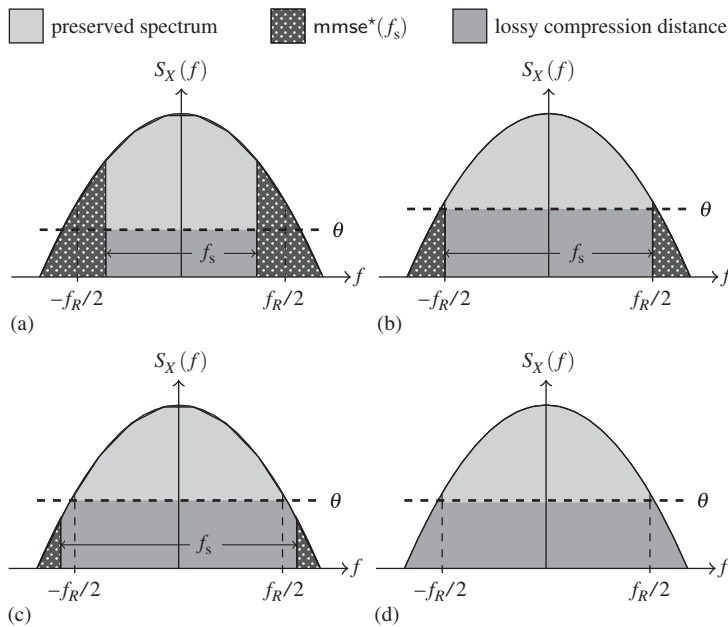 preserved spectrum
mmse⋆(fs)
lossy compression distance
SX(f)
θ
fs
f
−fR/2
fR/2
(a)
SX(f)
θ
fs
f
−fR/2
fR/2
(b)
SX(f)
θ
fs
f
−fR/2
fR/2
(c)
SX(f)
θ
f
−fR/2
fR/2
(d)